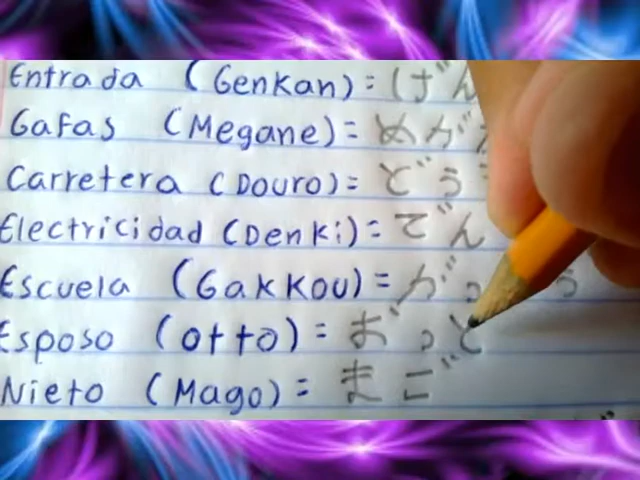 Entrada (Genkan)= げん
Gafas (Megane)= めが
Carretera (Douro)= どう
Electricidad (Denki)= でん
Escuela (Gakkou)= がっ う
Esposo (otto)= おっと
Nieto (Mago)= まご